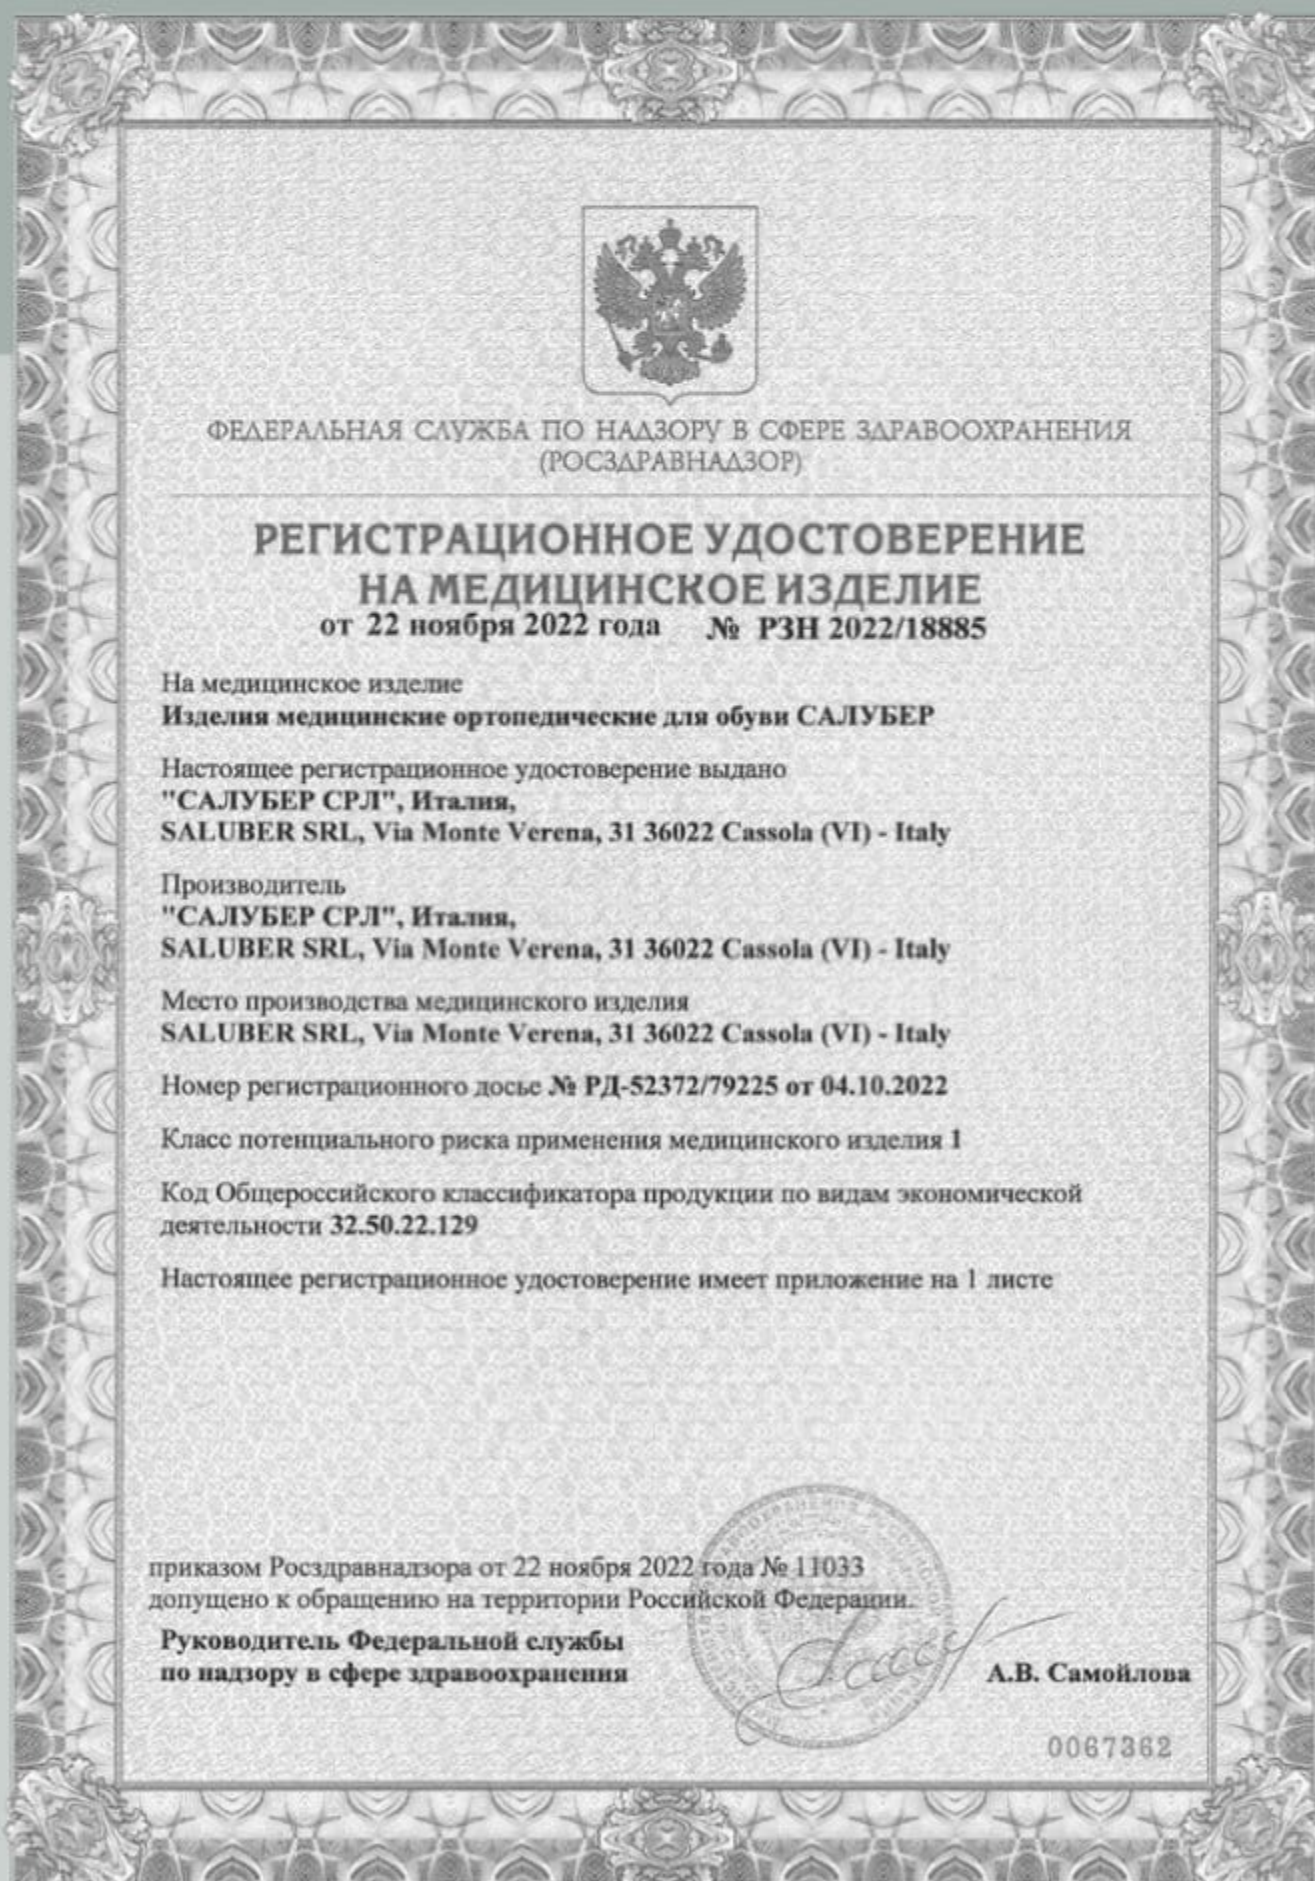 ФЕДЕРАЛЬНАЯ СЛУЖБА ПО НАДЗОРУ В СФЕРЕ ЗДРАВООХРАНЕНИЯ
(РОСЗДРАВНАДЗОР)
РЕГИСТРАЦИОННОЕ УДОСТОВЕРЕНИЕ
НА МЕДИЦИНСКОЕ ИЗДЕЛИЕ
от 22 ноября 2022 года № РЗН 2022/18885
На медицинское изделие
Изделия медицинские ортопедические для обуви САЛУБЕР
Настоящее регистрационное удостоверение выдано
"САЛУБЕР СРЛ", Италия,
SALUBER SRL, Via Monte Verena, 31 36022 Cassola (VI) - Italy
Производитель
"САЛУБЕР СРЛ", Италия,
SALUBER SRL, Via Monte Verena, 31 36022 Cassola (VI) - Italy
Место производства медицинского изделия
SALUBER SRL, Via Monte Verena, 31 36022 Cassola (VI) - Italy
Номер регистрационного досье № РД-52372/79225 от 04.10.2022
Класс потенциального риска применения медицинского изделия 1
Код Общероссийского классификатора продукции по видам экономической
деятельности 32.50.22.129
Настоящее регистрационное удостоверение имеет приложение на 1 листе
приказом Росздравнадзора от 22 ноября 2022 года № 11033
допущено к обращению на территории Российской Федерации.
Руководитель Федеральной службы
по надзору в сфере здравоохранения
А.В. Самойлова
0067362